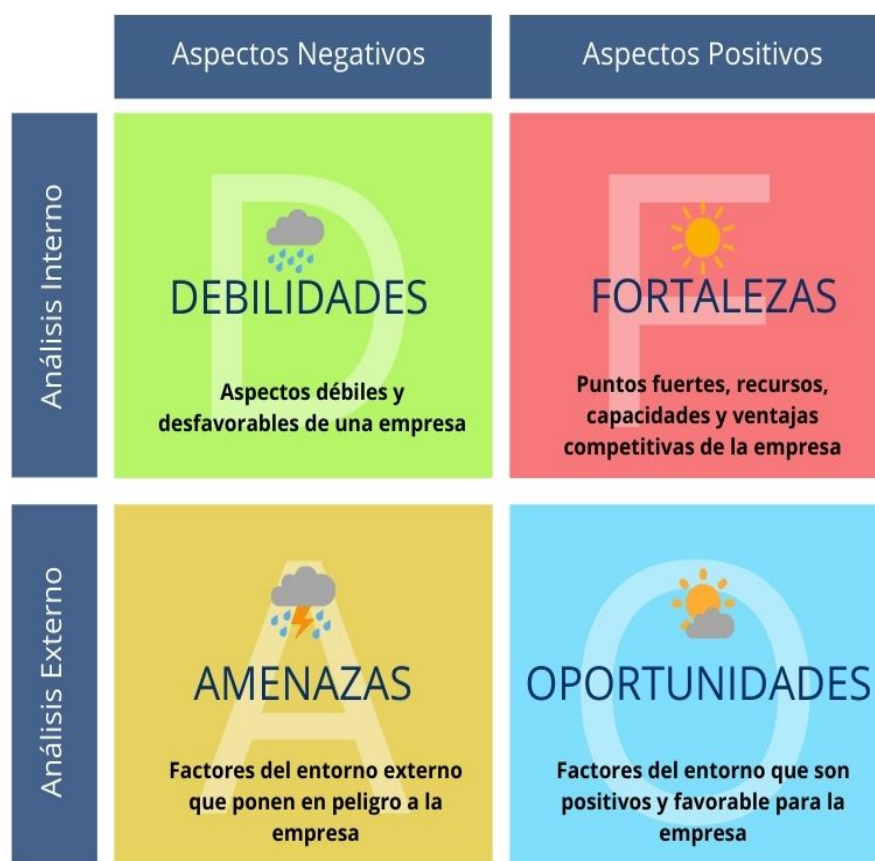 Aspectos Negativos
Aspectos Positivos
Análisis Interno
D
DEBILIDADES
Aspectos débiles y
desfavorables de una empresa
F
FORTALEZAS
Puntos fuertes, recursos,
capacidades y ventajas
competitivas de la empresa
Análisis Externo
A
AMENAZAS
Factores del entorno externo
que ponen en peligro a la
empresa
O
OPORTUNIDADES
Factores del entorno que son
positivos y favorable para la
empresa